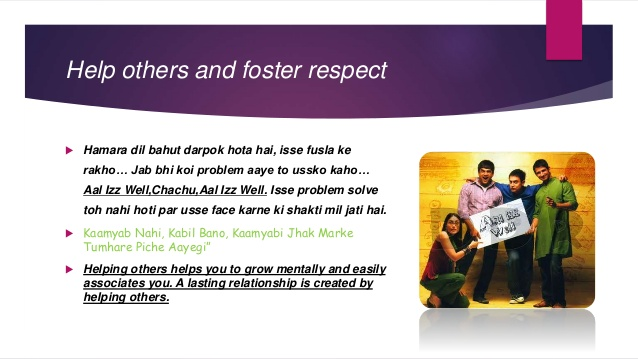 Help others and foster respect
Hamara dil bahut darpok hota hai, isse fusla ke
rakho… Jab bhi koi problem aaye to ussko kaho…
Aal Izz Well,Chachu,Aal Izz Well. Isse problem solve
toh nahi hoti par usse face karne ki shakti mil jati hai.
Kaamyab Nahi, Kabil Bano, Kaamyabi Jhak Marke
Tumhare Piche Aayegi"
Helping others helps you to grow mentally and easily
associates you. A lasting relationship is created by
helping others.
Aal izz
Well